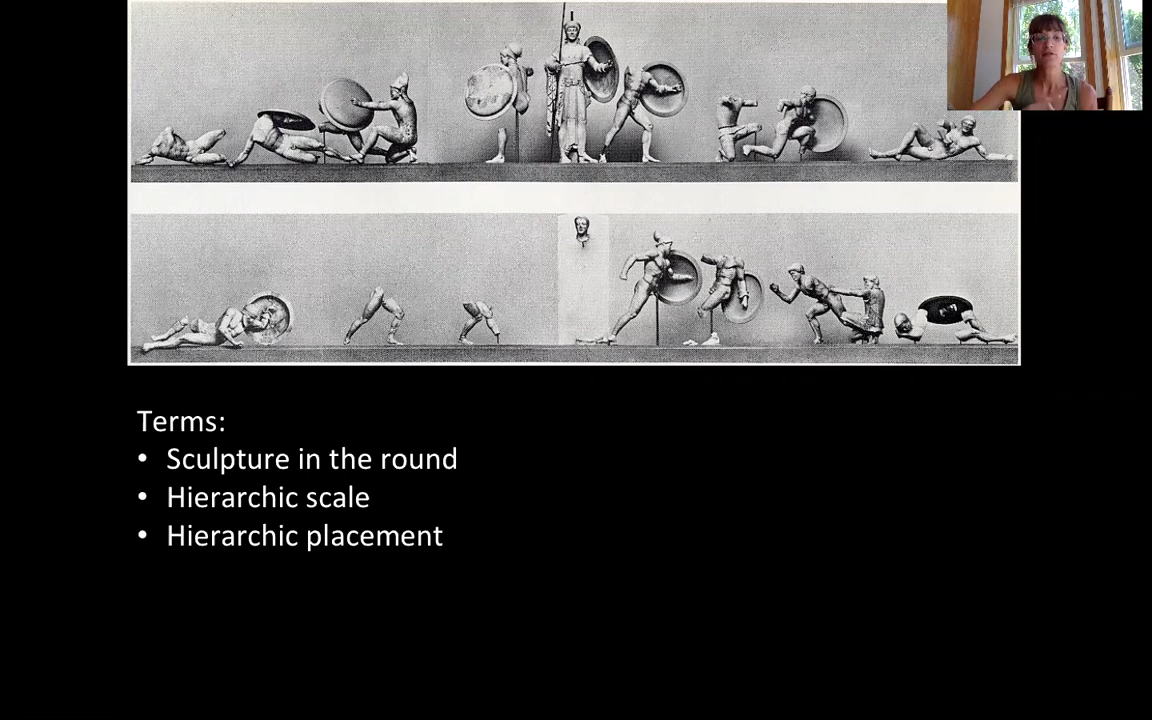 Terms:
• Sculpture in the round
• Hierarchic scale
• Hierarchic placement